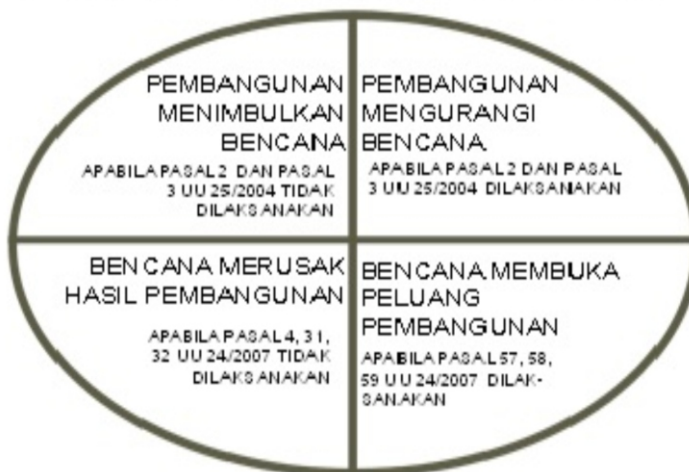 PEMBANGUNAN
MENIMBULKAN
BENCANA
APABILA PASAL 2 DAN PASAL
3 UU 25/2004 TIDAK
DILAKSANAKAN
PEMBANGUNAN
MENGURANGI
BENCANA
APABILA PASAL 2 DAN PASAL
3 UU 25/2004 DILAKSANAKAN
BENCANA MERUSAK
HASIL PEMBANGUNAN
APABILA PASAL 4, 31,
32 UU 24/2007 TIDAK
DILAKSANAKAN
BENCANA MEMBUKA
PELUANG
PEMBANGUNAN
APABILA PASAL 57, 58,
59 UU 24/2007 DILAK-
SANAKAN